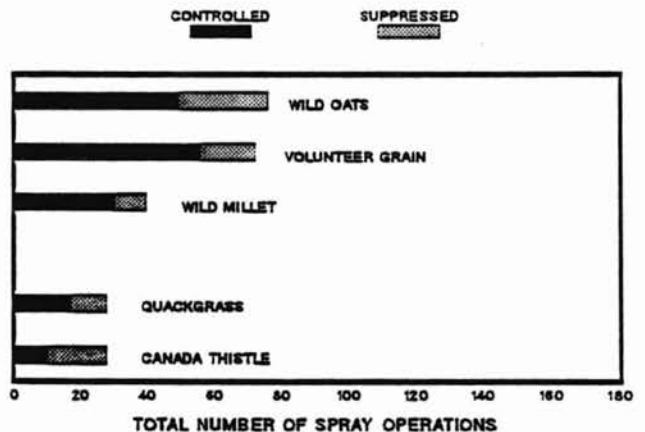 CONTROLLED SUPPRESSED
WILD OATS
VOLUNTEER GRAIN
WILD MILLET
QUACKGRASS
CANADA THISTLE
0 20 40 60 80 100 120 140 160 180
TOTAL NUMBER OF SPRAY OPERATIONS